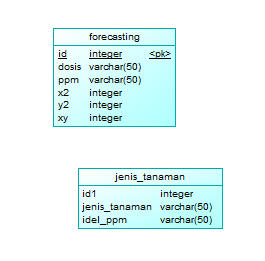 forecasting
id integer <pk>
dosis varchar(50)
ppm varchar(50)
x2 integer
y2 integer
xy integer
jenis_tanaman
id1 integer
jenis_tanaman varchar(50)
idel_ppm varchar(50)